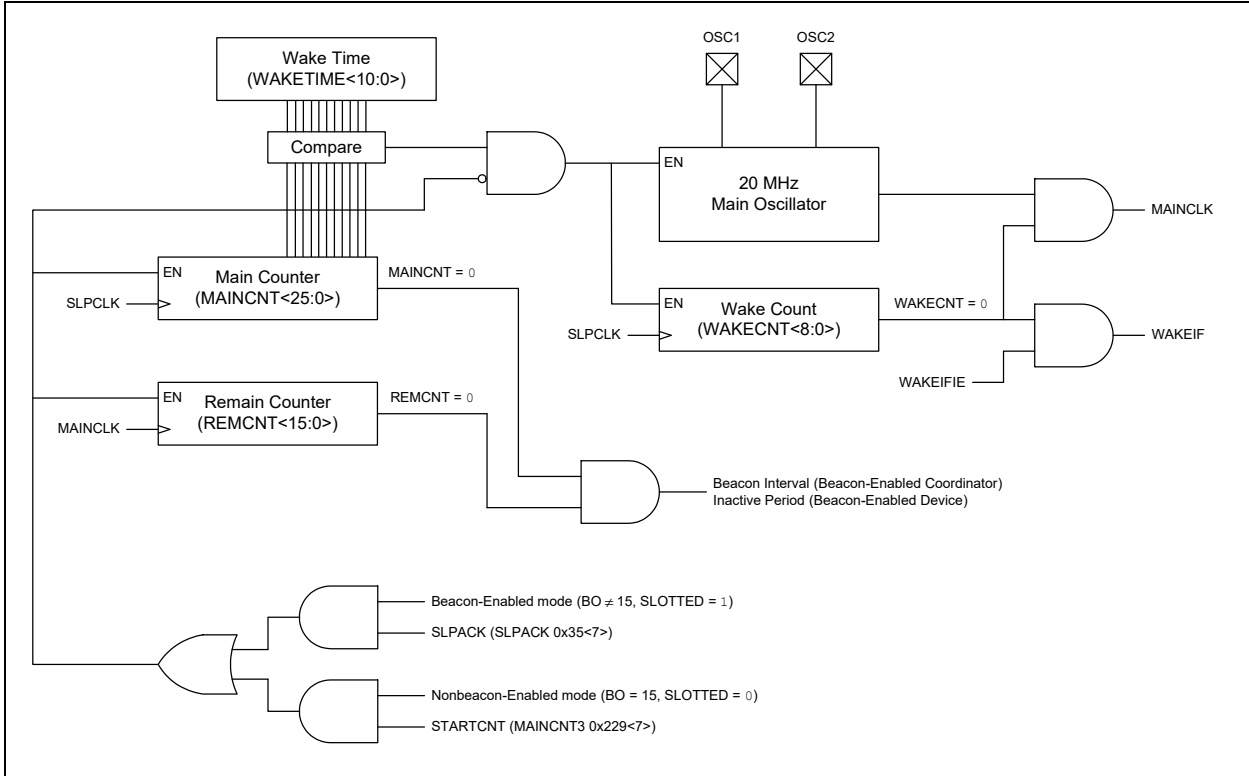 OSC1
OSC2
Wake Time
(WAKETIME<10:0>)
Compare
EN
20 MHz
Main Oscillator
MAINCLK
EN
Main Counter
(MAINCNT<25:0>)
SLPCLK
MAINCNT = 0
EN
Wake Count
(WAKECNT<8:0>)
SLPCLK
WAKECNT = 0
WAKEIF
WAKEIFIE
EN
Remain Counter
(REMCNT<15:0>)
MAINCLK
REMCNT = 0
Beacon Interval (Beacon-Enabled Coordinator)
Inactive Period (Beacon-Enabled Device)
Beacon-Enabled mode (BO ≠ 15, SLOTTED = 1)
SLPACK (SLPACK 0x35<7>)
Nonbeacon-Enabled mode (BO = 15, SLOTTED = 0)
STARTCNT (MAINCNT3 0x229<7>)